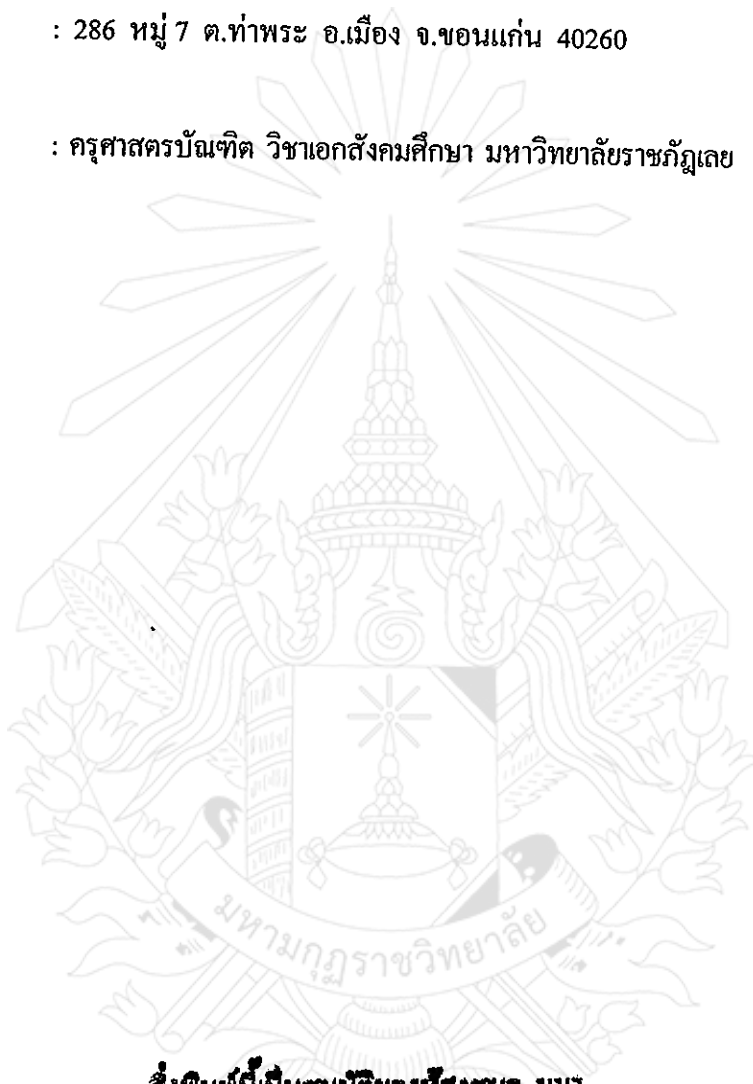 : 286 หมู่ 7 ต.ท่าพระ อ.เมือง จ.ขอนแก่น 40260
: ครุศาสตรบัณฑิต วิชาเอกสังคมศึกษา มหาวิทยาลัยราชภัฏเลย
มหามกุฏราชวิทยาลัย